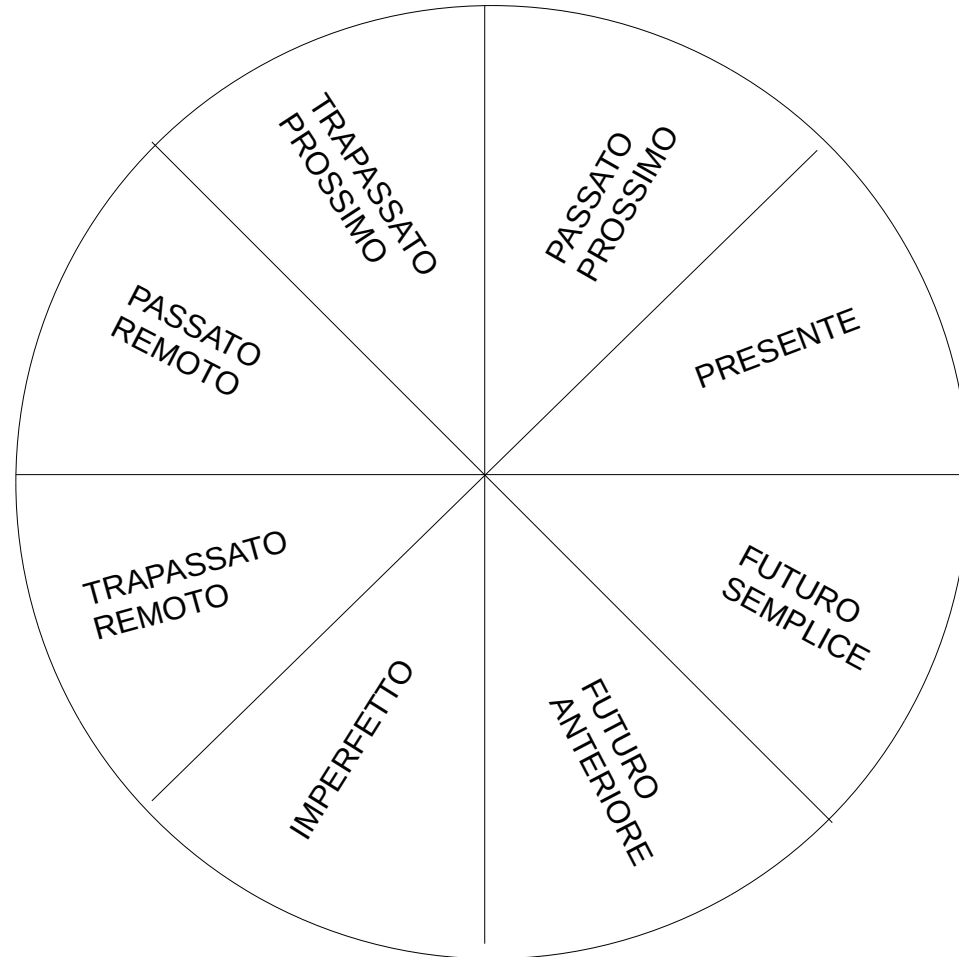 TRAPASSATO
PROSSIMO
PASSATO
PROSSIMO
PRESENTE
FUTURO
SEMPLICE
FUTURO
ANTERIORE
IMPERFETTO
TRAPASSATO
REMOTO
PASSATO
REMOTO